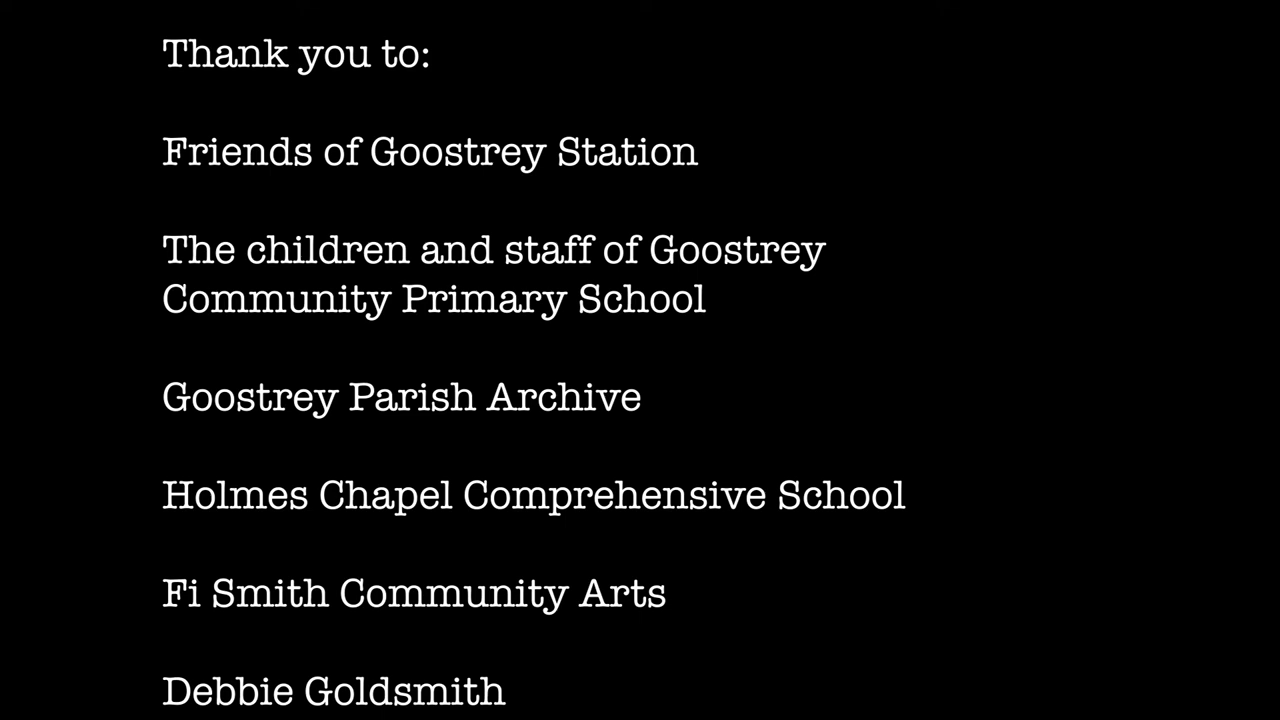 Thank you to:
Friends of Goostrey Station
The children and staff of Goostrey
Community Primary School
Goostrey Parish Archive
Holmes Chapel Comprehensive School
Fi Smith Community Arts
Debbie Goldsmith